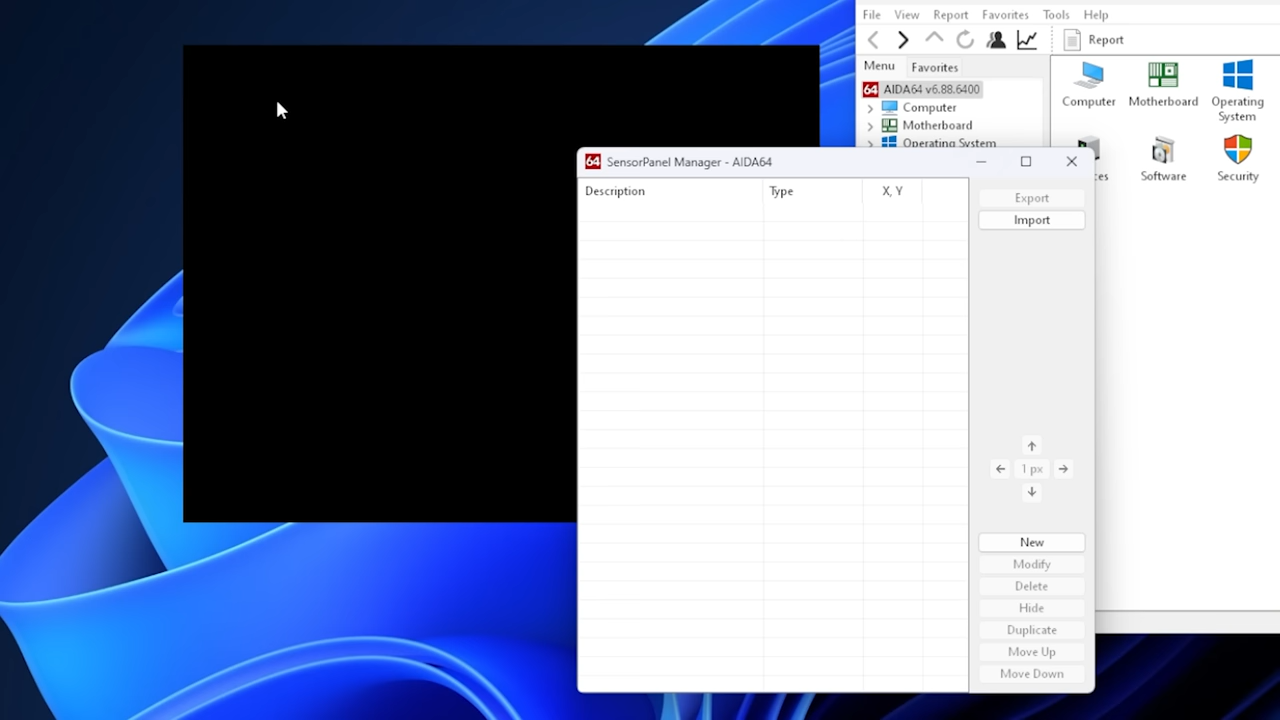 File View Report Favorites Tools Help
Report
Menu Favorites
64 AIDA64 v6.88.6400
Computer
Motherboard
Operating System
Computer Motherboard Operating
System
Software Security
64 SensorPanel Manager - AIDA64
Description Type X, Y
Export
Import
1 px
New
Modify
Delete
Hide
Duplicate
Move Up
Move Down